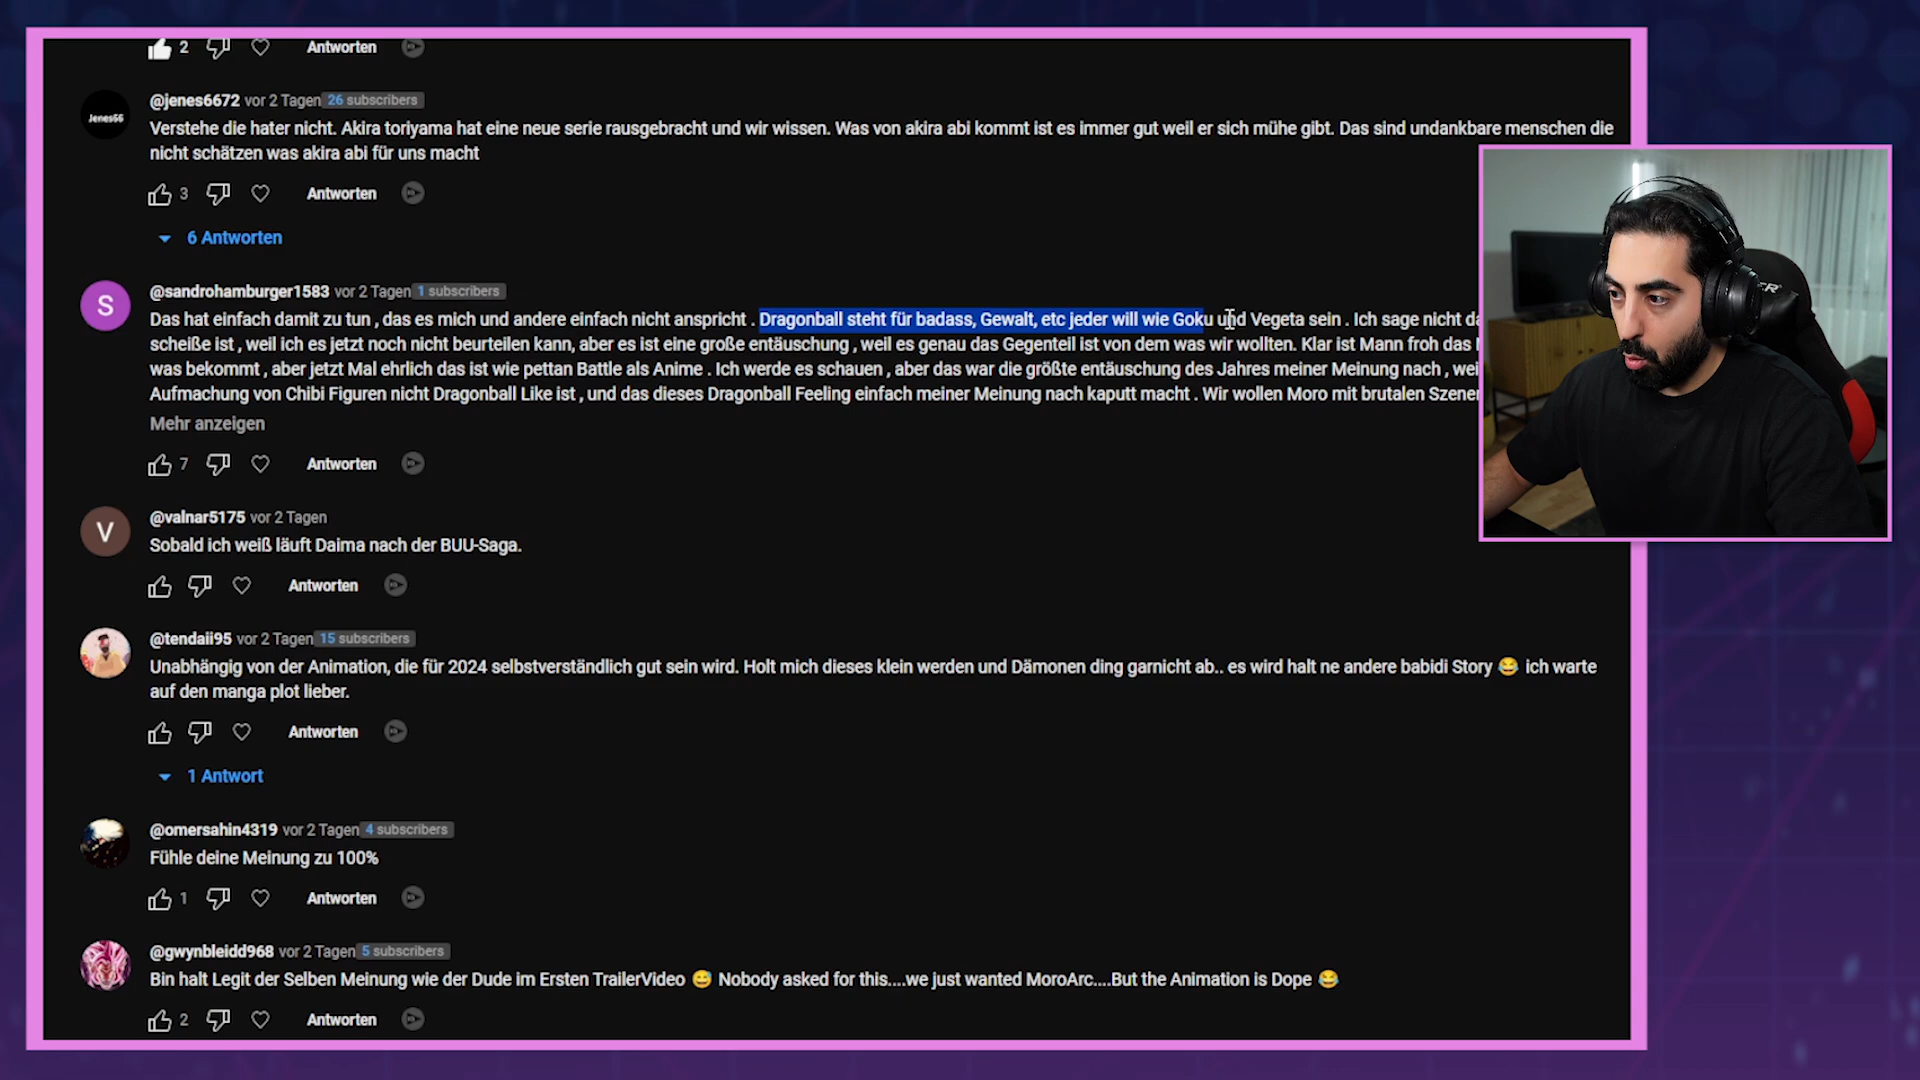 2 Antworten
@jenes6672 vor 2 Tagen 26 subscribers
Jenes66
Verstehe die hater nicht. Akira toriyama hat eine neue serie rausgebracht und wir wissen. Was von akira abi kommt ist es immer gut weil er sich mühe gibt. Das sind undankbare menschen die
nicht schätzen was akira abi für uns macht
3 Antworten
6 Antworten
@sandrohamburger1583 vor 2 Tagen 1 subscribers
S
Das hat einfach damit zu tun , das es mich und andere einfach nicht anspricht . Dragonball steht für badass, Gewalt, etc jeder will wie Goku und Vegeta sein . Ich sage nicht
scheiße ist , weil ich es jetzt noch nicht beurteilen kann, aber es ist eine große entäuschung , weil es genau das Gegenteil ist von dem was wir wollten. Klar ist Mann froh das
was bekommt , aber jetzt Mal ehrlich das ist wie pettan Battle als Anime . Ich werde es schauen , aber das war die größte entäuschung des Jahres meiner Meinung nach ,
Aufmachung von Chibi Figuren nicht Dragonball Like ist , und das dieses Dragonball Feeling einfach meiner Meinung nach kaputt macht . Wir wollen Moro mit brutalen
Mehr anzeigen
7 Antworten
@valnar5175 vor 2 Tagen
V
Sobald ich weiß läuft Daima nach der BUU-Saga.
Antworten
@tendaii95 vor 2 Tagen 15 subscribers
Unabhängig von der Animation, die für 2024 selbstverständlich gut sein wird. Holt mich dieses klein werden und Dämonen ding garnicht ab.. es wird halt ne andere babidi Story 😂 ich warte
auf den manga plot lieber.
Antworten
1 Antwort
@omersahin4319 vor 2 Tagen 4 subscribers
Fühle deine Meinung zu 100%
1 Antworten
@gwynbleidd968 vor 2 Tagen 5 subscribers
Bin halt Legit der Selben Meinung wie der Dude im Ersten TrailerVideo 😅 Nobody asked for this....we just wanted MoroArc....But the Animation is Dope 😂
2 Antworten